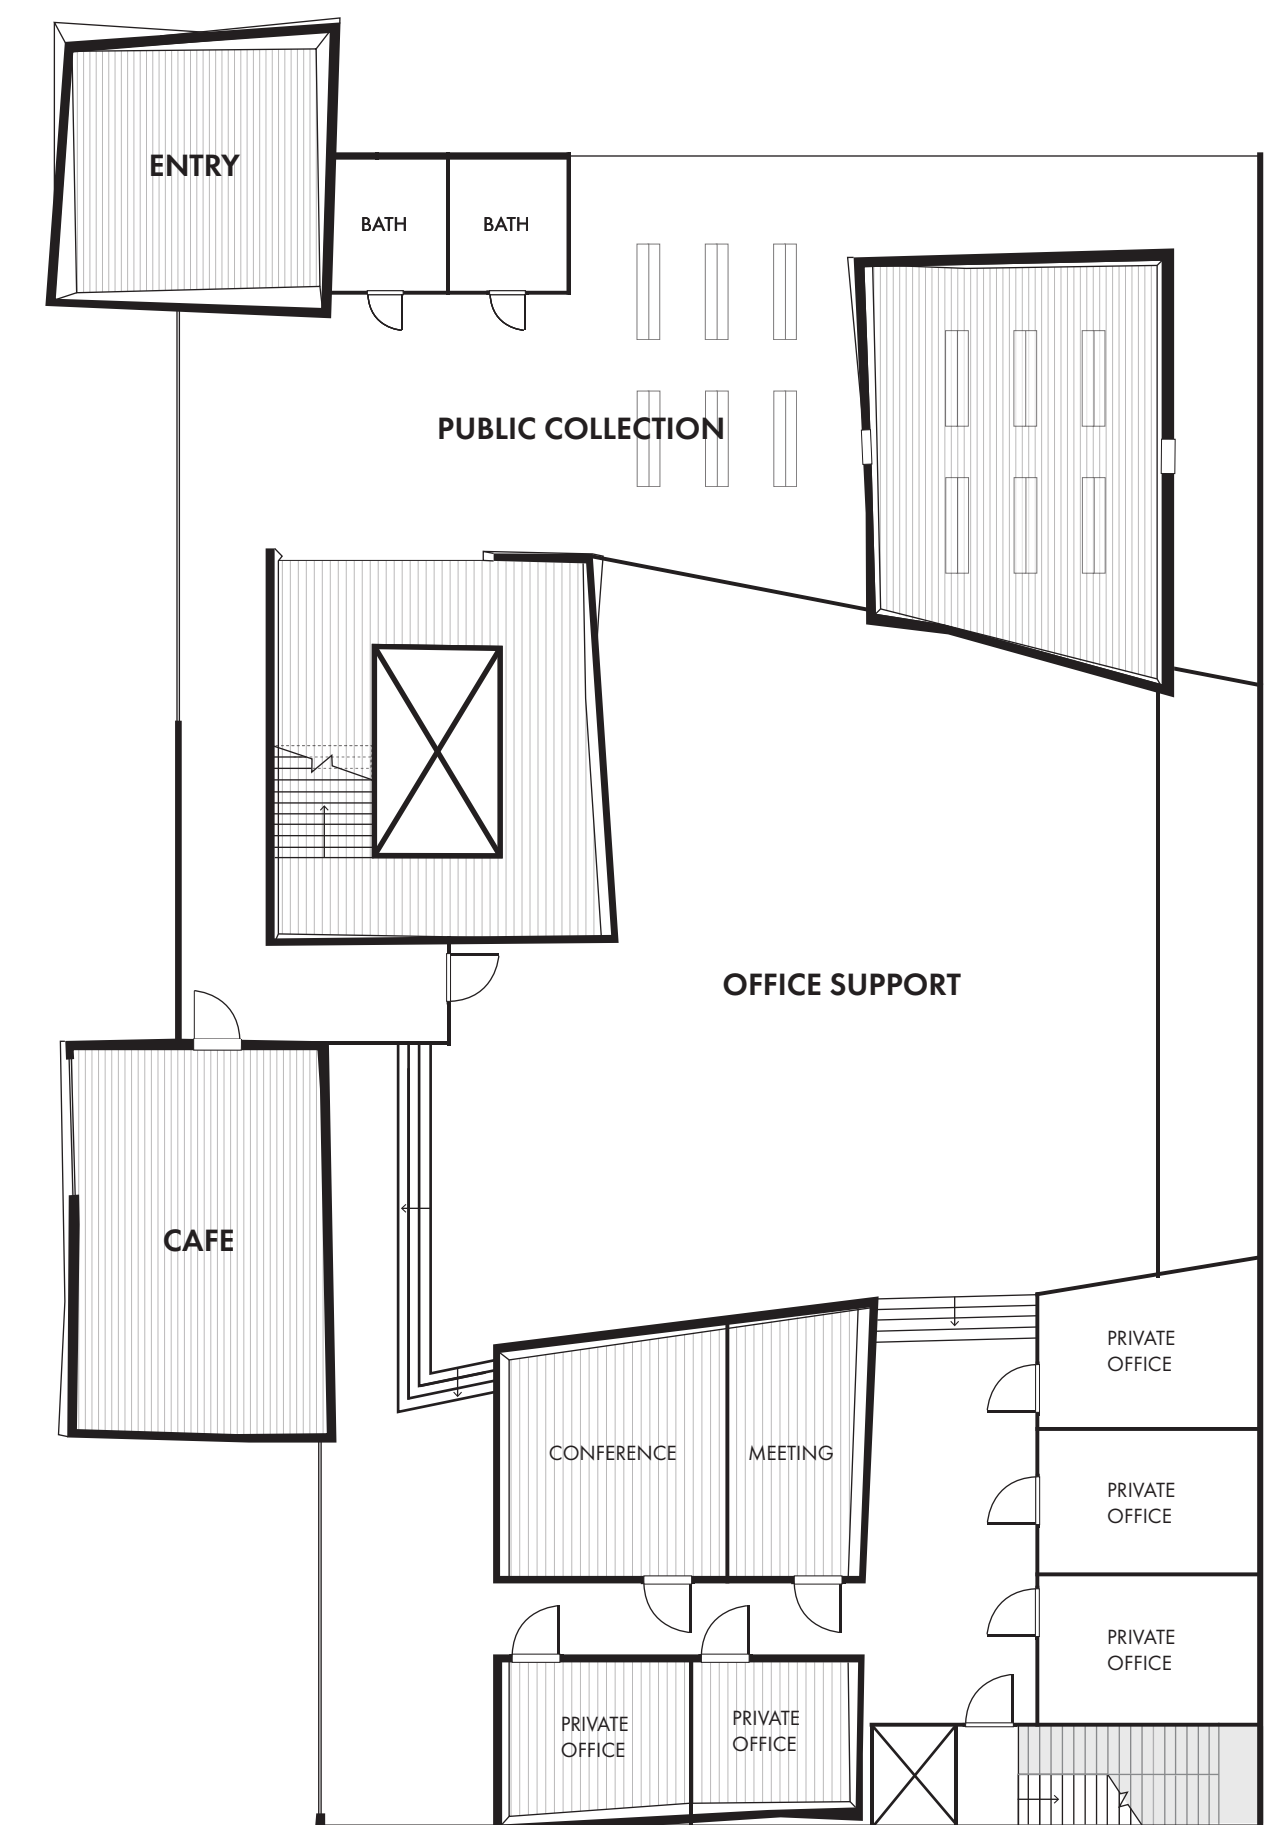 ENTRY
BATH
BATH
PUBLIC COLLECTION
OFFICE SUPPORT
CAFE
PRIVATE
OFFICE
CONFERENCE
MEETING
PRIVATE
OFFICE
PRIVATE
OFFICE
PRIVATE
OFFICE
PRIVATE
OFFICE